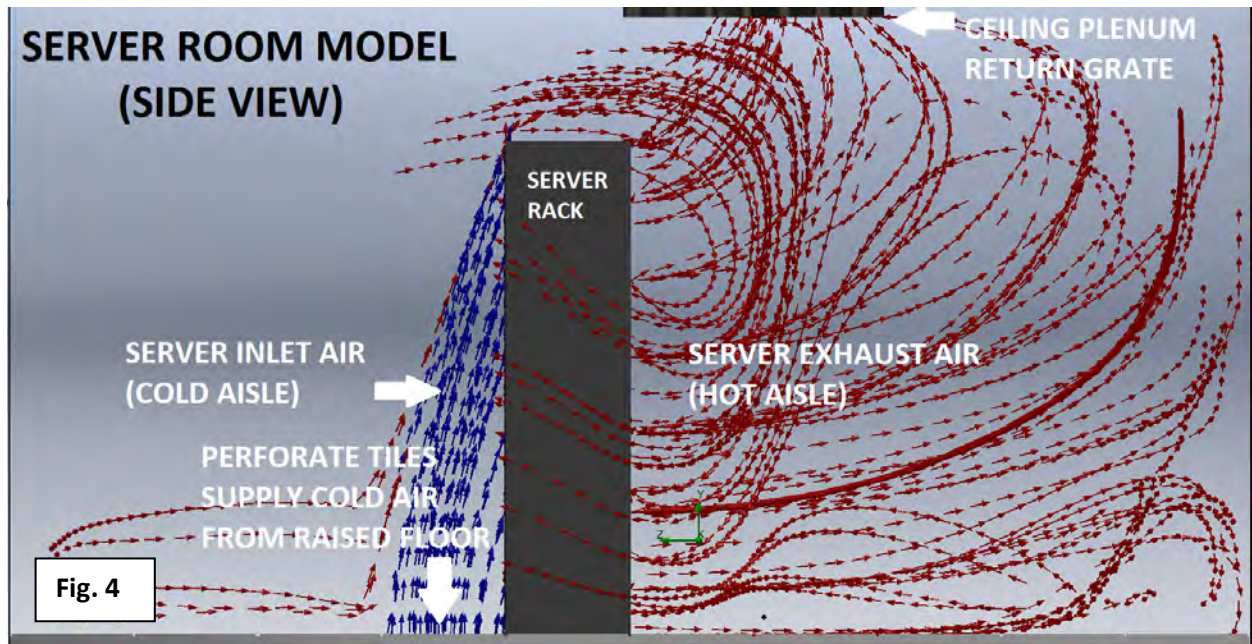 SERVER ROOM MODEL
(SIDE VIEW)
CEILING PLENUM
RETURN GRATE
SERVER
RACK
SERVER INLET AIR
(COLD AISLE)
SERVER EXHAUST AIR
(HOT AISLE)
PERFORATE TILES
SUPPLY COLD AIR
FROM RAISED FLOOR
Y
Z
X
Fig. 4